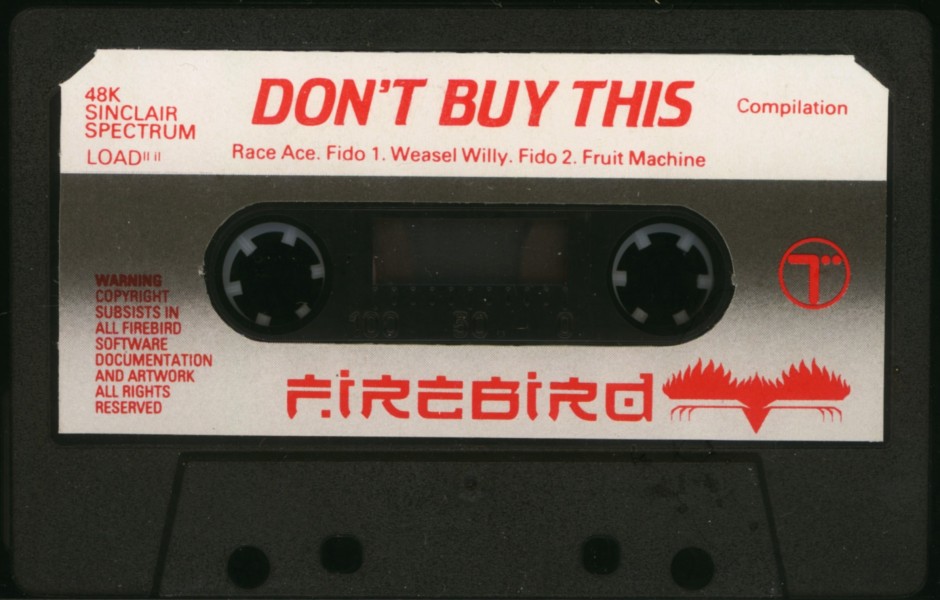 48K
SINCLAIR
SPECTRUM
LOAD""
DON'T BUY THIS
Compilation
Race Ace. Fido 1. Weasel Willy. Fido 2. Fruit Machine
WARNING
COPYRIGHT
SUBSISTS IN
ALL FIREBIRD
SOFTWARE
DOCUMENTATION
AND ARTWORK
ALL RIGHTS
RESERVED
FIREBIRD